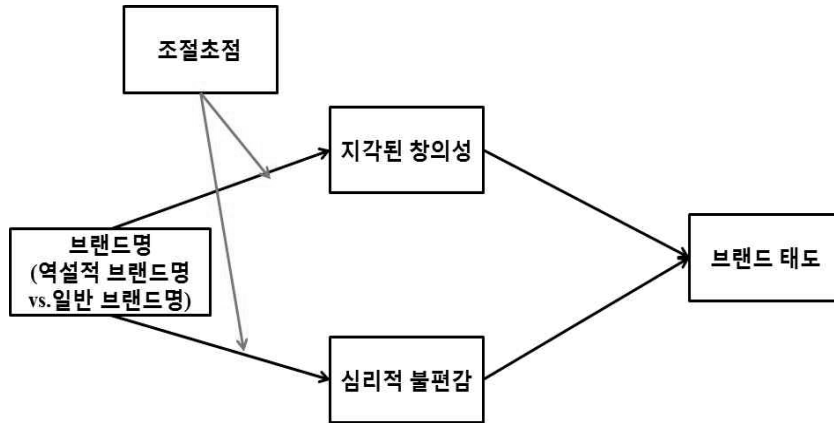 조절초점
지각된 창의성
브랜드명
(역설적 브랜드명
vs.일반 브랜드명)
브랜드 태도
심리적 불편감